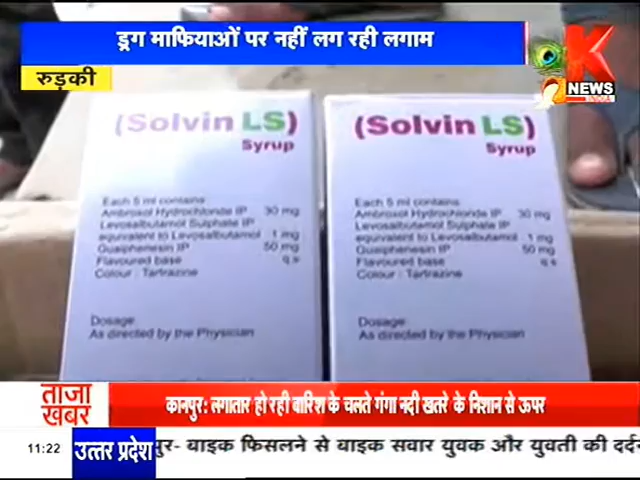 ड्रग माफियाओं पर नहीं लग रही लगाम
रुड़की
K
NEWS
INDIA
(Solvin LS)
Syrup
Each 5 ml contains
Ambroxol Hydrochloride IP 30 mg
Levosalbutamol Sulphate IP
equivalent to Levosalbutamol 1 mg
Guaiphenesin IP 50 mg
Flavoured base q.s
Colour : Tartrazine
Dosage
As directed by the Physician
(Solvin LS)
Syrup
Each 5 ml contains
Ambroxol Hydrochloride IP 30 mg
Levosalbutamol Sulphate IP
equivalent to Levosalbutamol 1 mg
Guaiphenesin IP 50 mg
Flavoured base q.s
Colour : Tartrazine
Dosage
As directed by the Physician
ताजा
खबर
कानपुर: लगातार हो रही बारिश के चलते गंगा नदी खतरे के निशान से ऊपर
11:22
उत्तर प्रदेश
पुर- बाइक फिसलने से बाइक सवार युवक और युवती की दर्दन